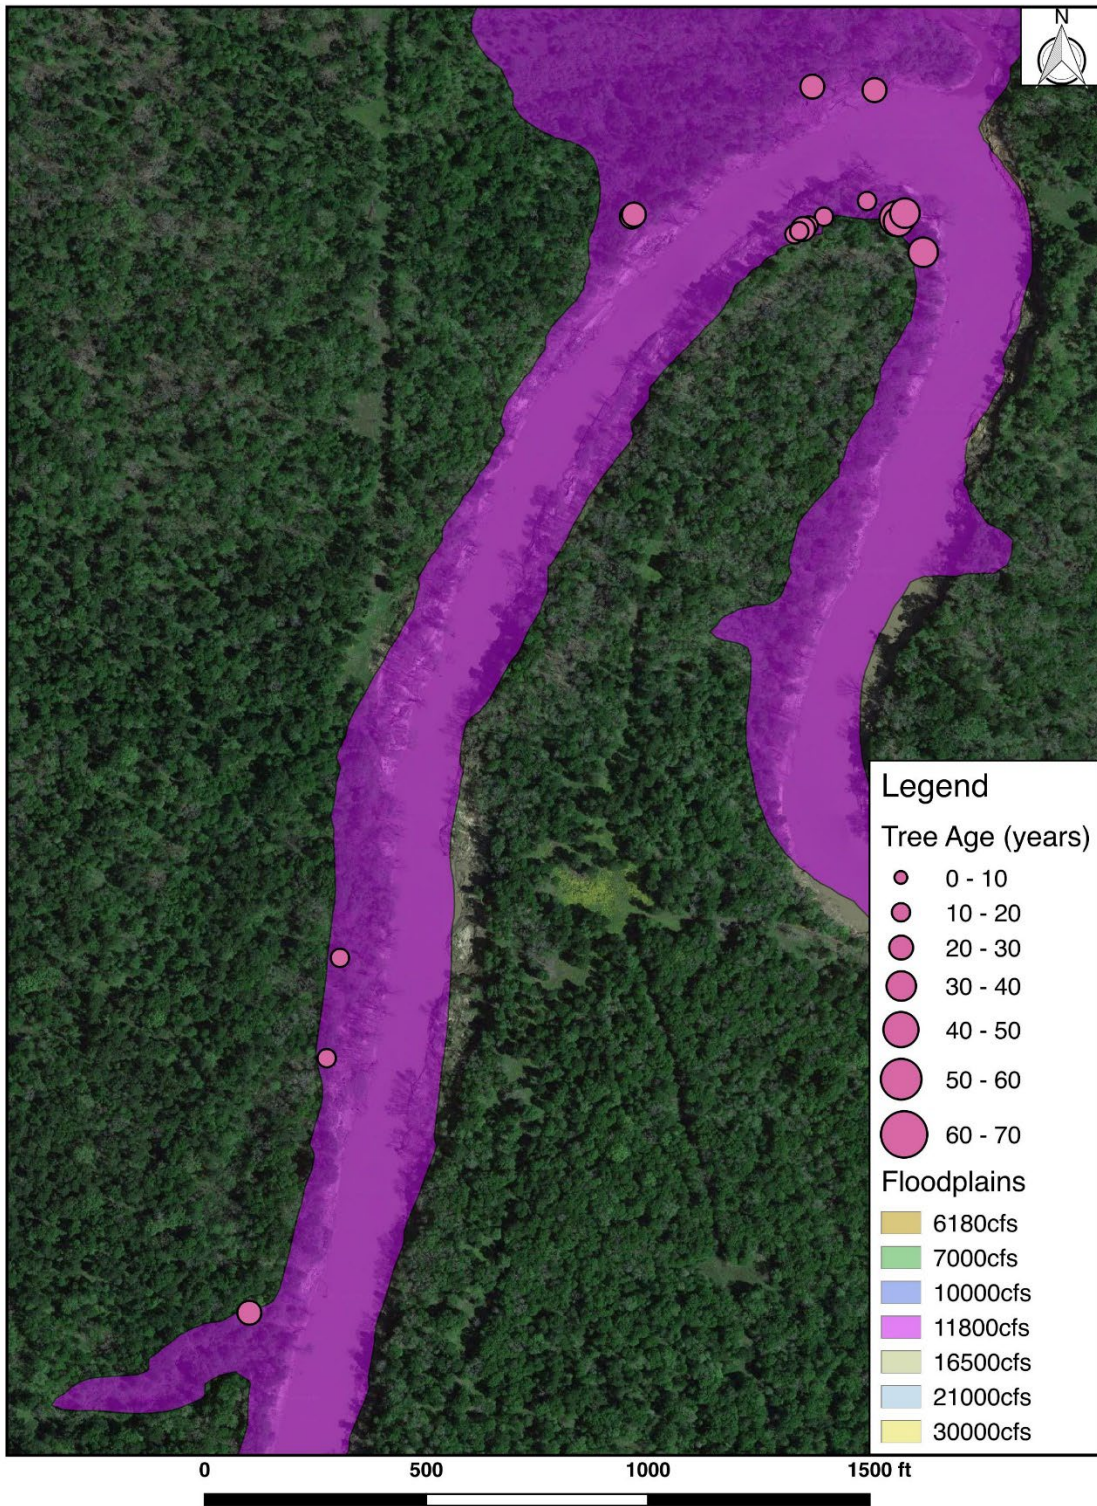 N
Legend
Tree Age (years)
0 - 10
10 - 20
20 - 30
30 - 40
40 - 50
50 - 60
60 - 70
Floodplains
6180cfs
7000cfs
10000cfs
11800cfs
16500cfs
21000cfs
30000cfs
0 500 1000 1500 ft